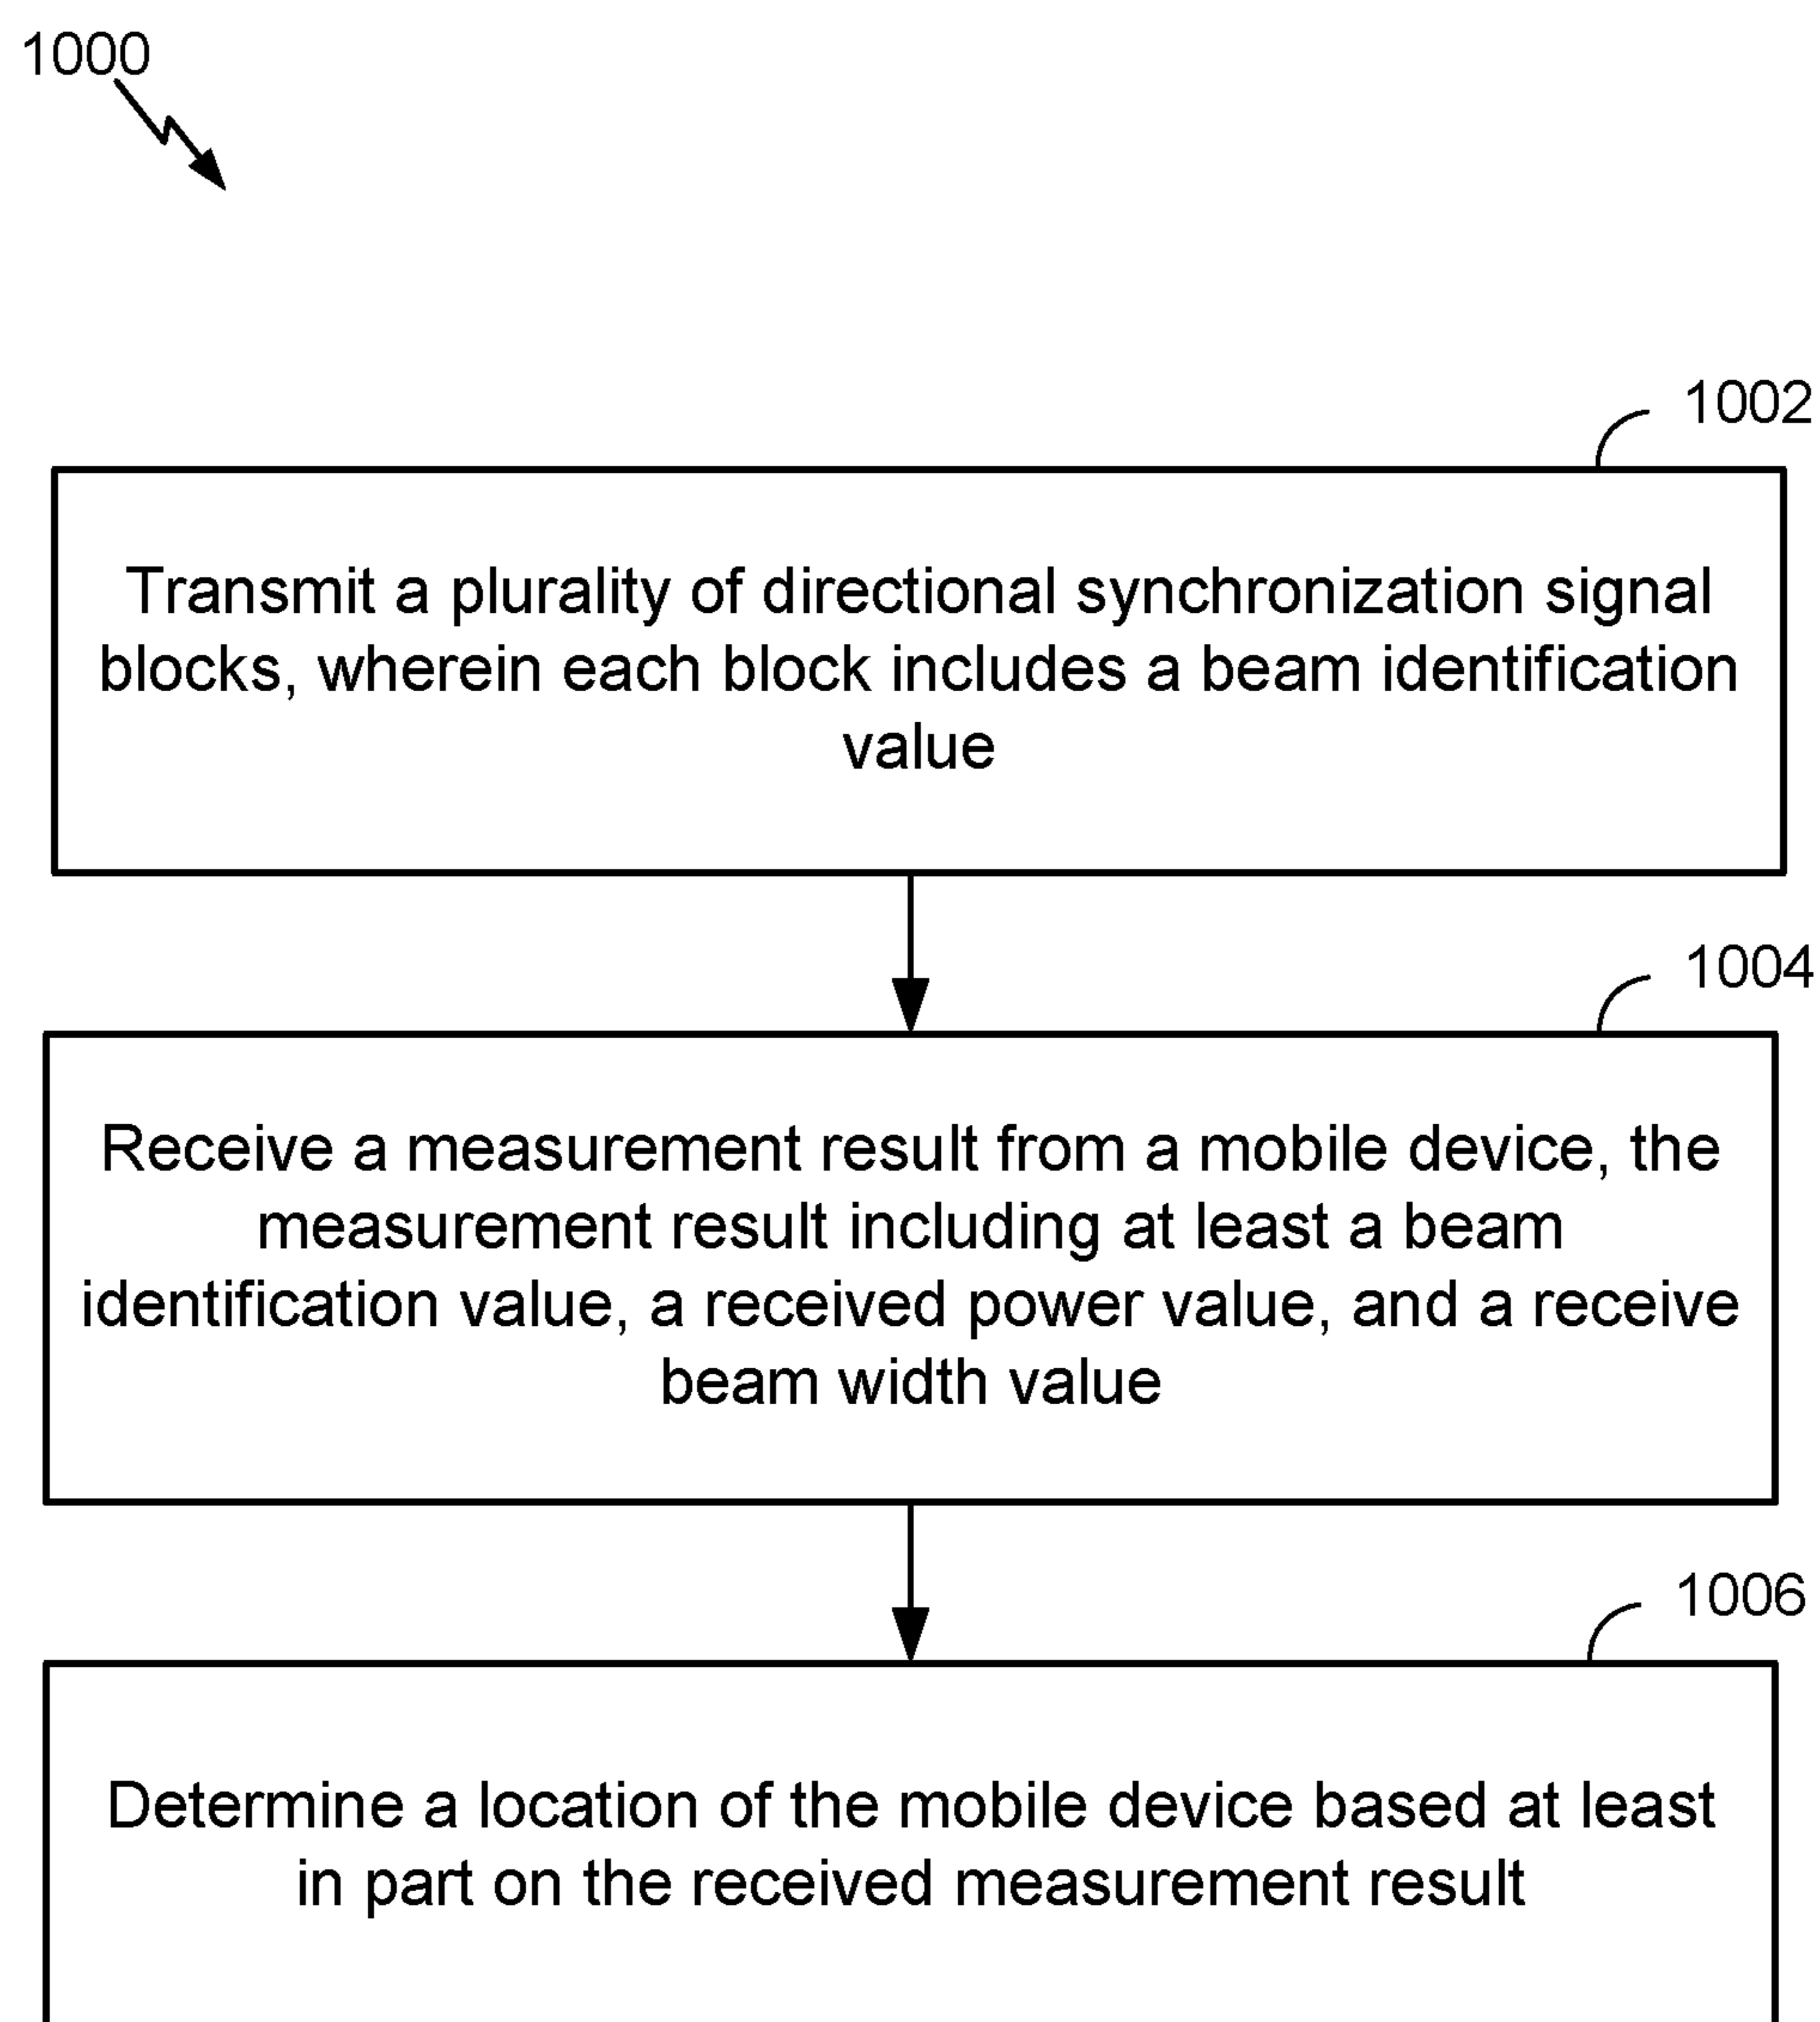 1000
1002
Transmit a plurality of directional synchronization signal
blocks, wherein each block includes a beam identification
value
1004
Receive a measurement result from a mobile device, the
measurement result including at least a beam
identification value, a received power value, and a receive
beam width value
1006
Determine a location of the mobile device based at least
in part on the received measurement result